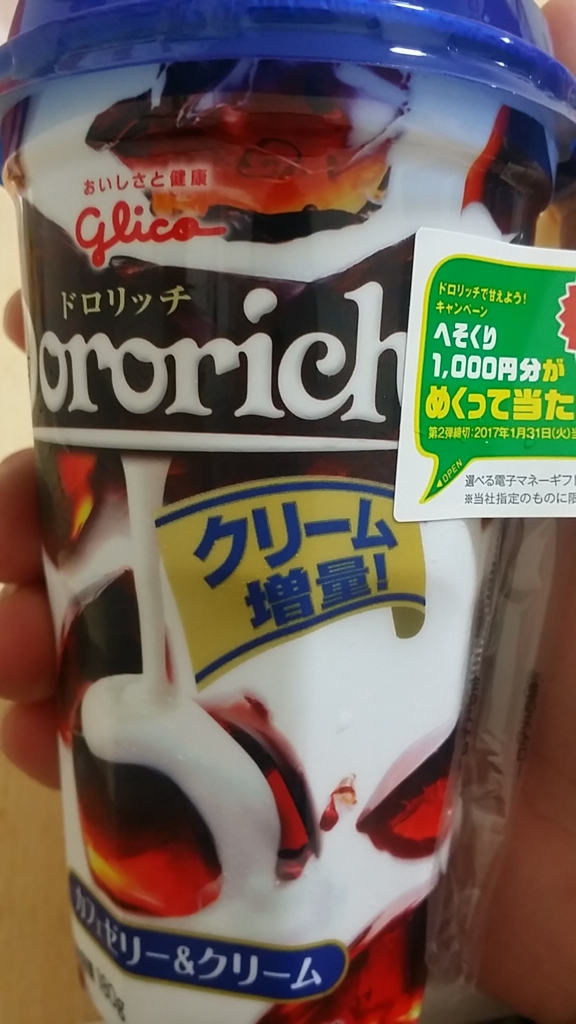 おいしさと健康
Glico
ドロリッチ
Dororich
クリーム
増量!
カフェゼリー&クリーム
180g
ドロリッチで甘えよう!
キャンペーン
へそくり
1,000円分が
めくって当た
第2弾締切:2017年1月31日(火)
OPEN
選べる電子マネーギフ
※当社指定のものに限